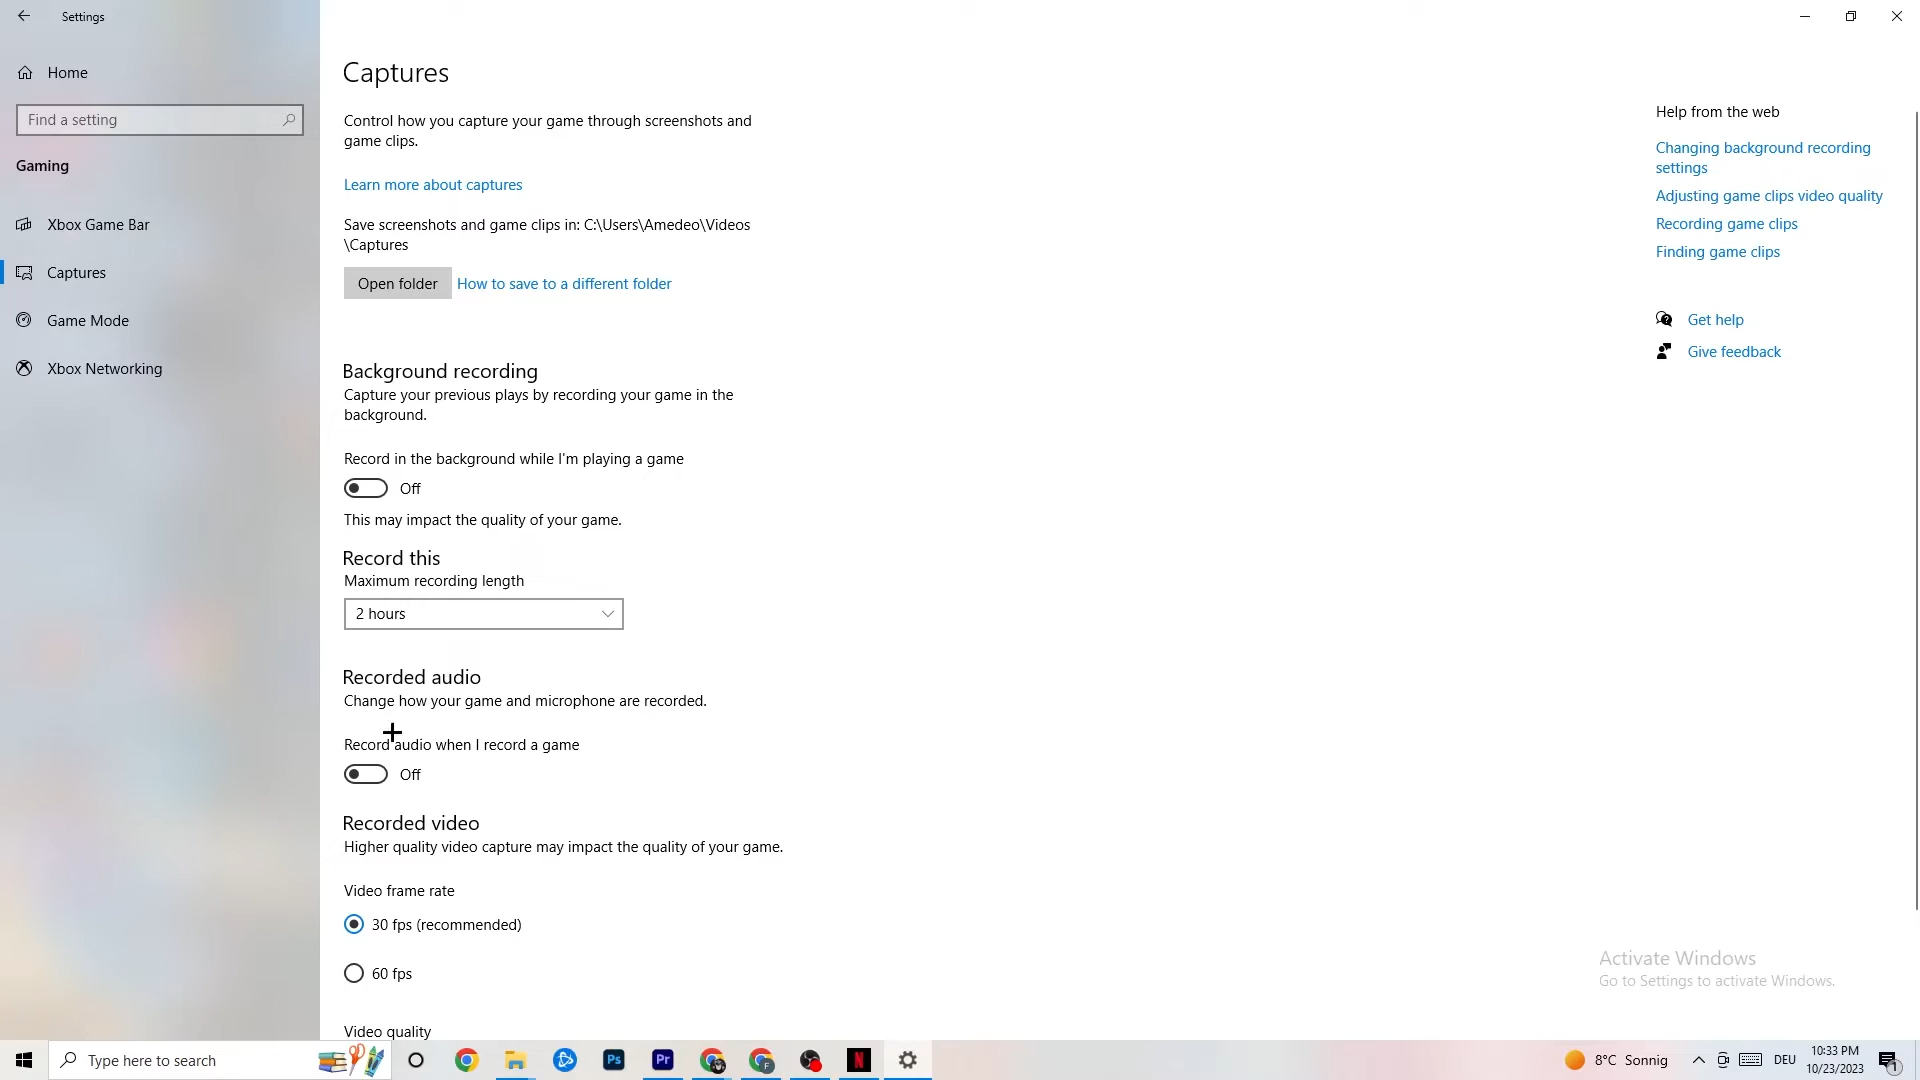 Settings
Home
Find a setting
Gaming
Xbox Game Bar
Captures
Game Mode
Xbox Networking
Captures
Control how you capture your game through screenshots and
game clips.
Learn more about captures
Save screenshots and game clips in: C:\Users\Amedeo\Videos
\Captures
Open folder
How to save to a different folder
Background recording
Capture your previous plays by recording your game in the
background.
Record in the background while I'm playing a game
Off
This may impact the quality of your game.
Record this
Maximum recording length
2 hours
Recorded audio
Change how your game and microphone are recorded.
Record audio when I record a game
Off
Recorded video
Higher quality video capture may impact the quality of your game.
Video frame rate
30 fps (recommended)
60 fps
Video quality
Help from the web
Changing background recording
settings
Adjusting game clips video quality
Recording game clips
Finding game clips
Get help
Give feedback
Activate Windows
Go to Settings to activate Windows.
Type here to search
Ps
Pr
F
N
8°C Sonnig
DEU
10:33 PM
10/23/2023
1